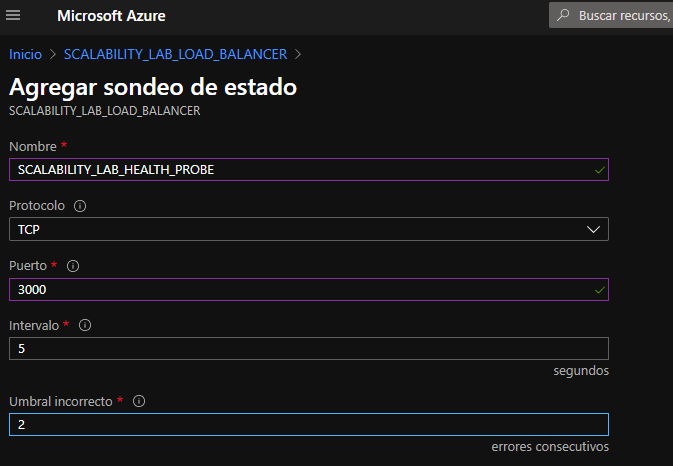 Microsoft Azure
Buscar recursos,
Inicio > SCALABILITY_LAB_LOAD_BALANCER >
Agregar sondeo de estado
SCALABILITY_LAB_LOAD_BALANCER
Nombre *
SCALABILITY_LAB_HEALTH_PROBE
Protocolo
TCP
Puerto *
3000
Intervalo *
5
segundos
Umbral incorrecto *
2
errores consecutivos